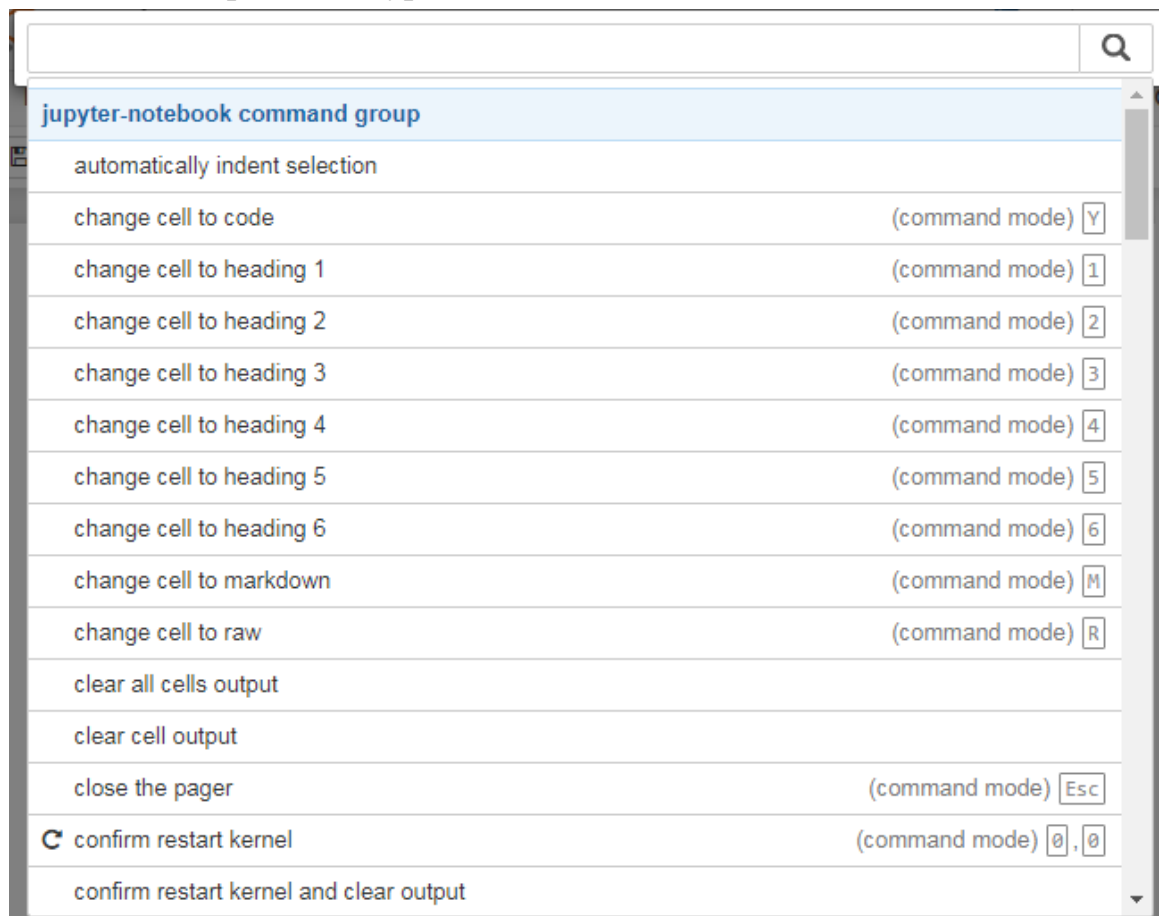 jupyter-notebook command group
automatically indent selection
change cell to code (command mode) Y
change cell to heading 1 (command mode) 1
change cell to heading 2 (command mode) 2
change cell to heading 3 (command mode) 3
change cell to heading 4 (command mode) 4
change cell to heading 5 (command mode) 5
change cell to heading 6 (command mode) 6
change cell to markdown (command mode) M
change cell to raw (command mode) R
clear all cells output
clear cell output
close the pager (command mode) Esc
confirm restart kernel (command mode) 0,0
confirm restart kernel and clear output